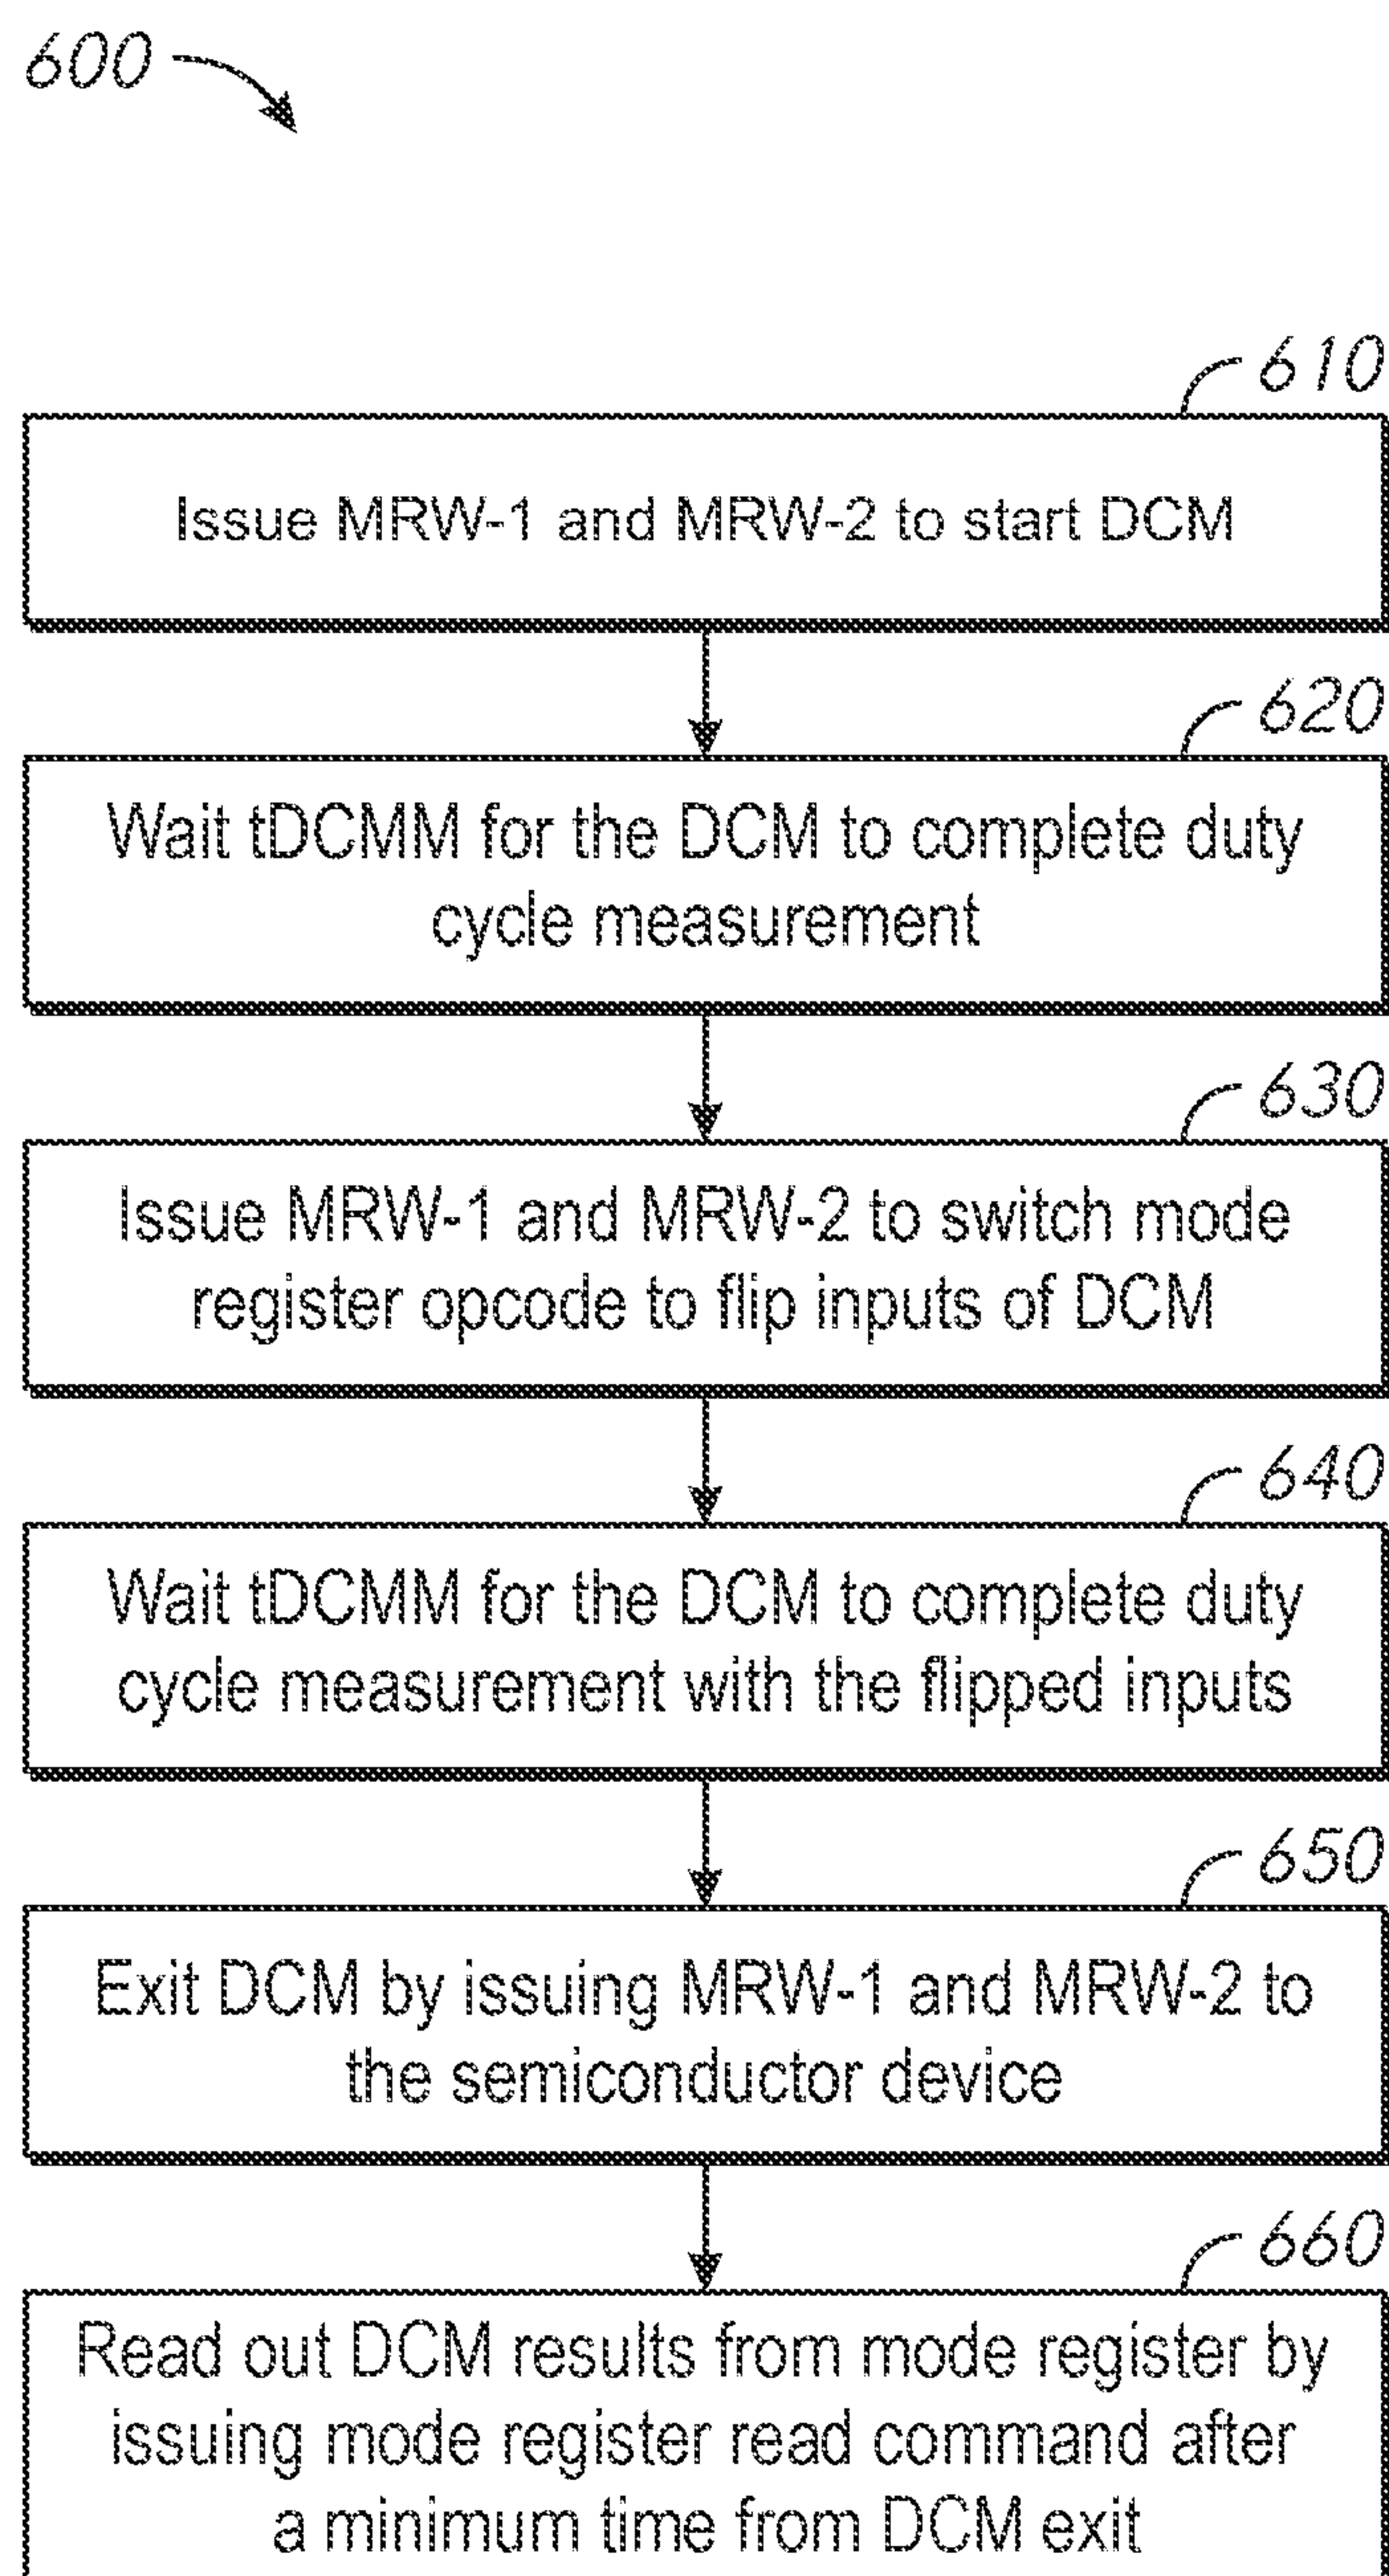 600
610
Issue MRW-1 and MRW-2 to start DCM
620
Wait tDCMM for the DCM to complete duty
cycle measurement
630
Issue MRW-1 and MRW-2 to switch mode
register opcode to flip inputs of DCM
640
Wait tDCMM for the DCM to complete duty
cycle measurement with the flipped inputs
650
Exit DCM by issuing MRW-1 and MRW-2 to
the semiconductor device
660
Read out DCM results from mode register by
issuing mode register read command after
a minimum time from DCM exit